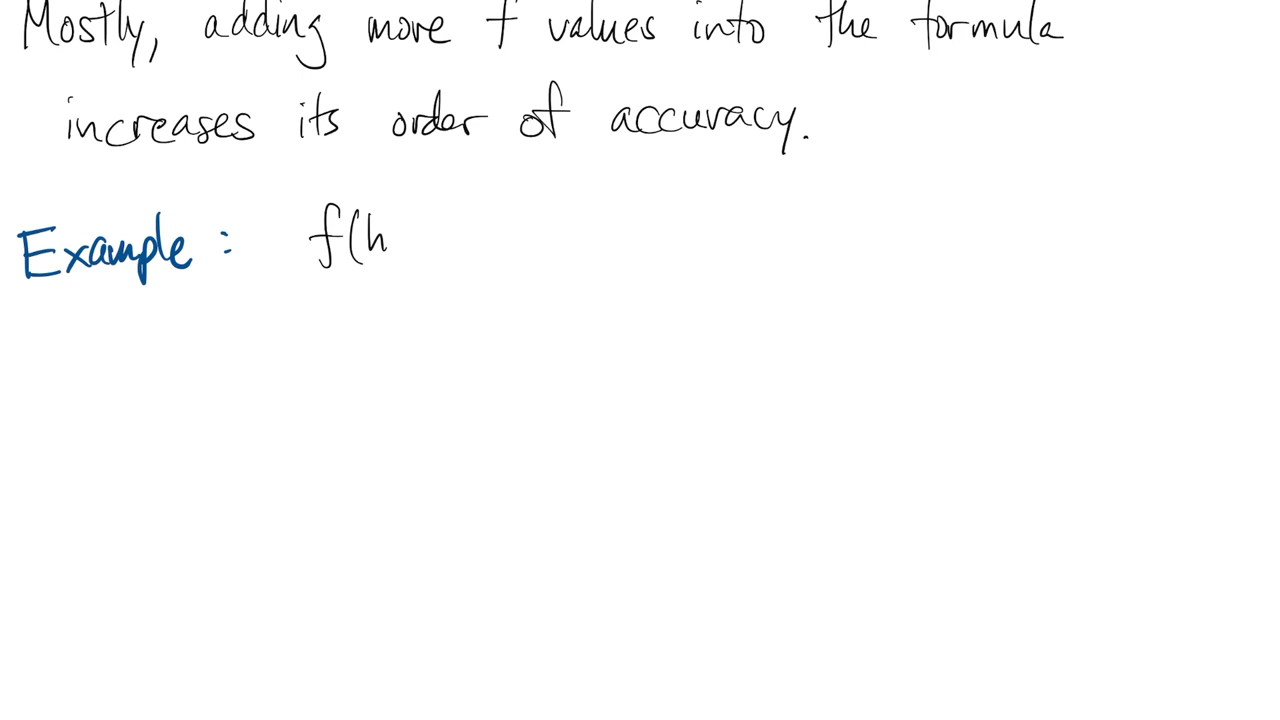 Mostly, adding more f values into the formula
increases its order of accuracy.
Example: f(h